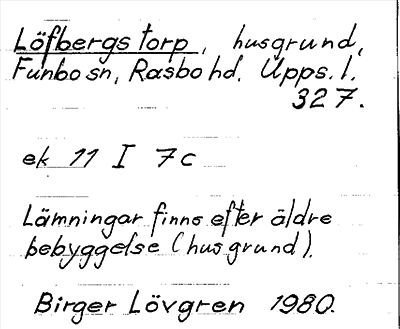 Löfbergstorp, husgrund,
Funbo sn, Rasbo hd. Upps. l.
327.
ek 11 I 7c
Lämningar finns efter äldre
bebyggelse (husgrund).
Birger Lövgren 1980.